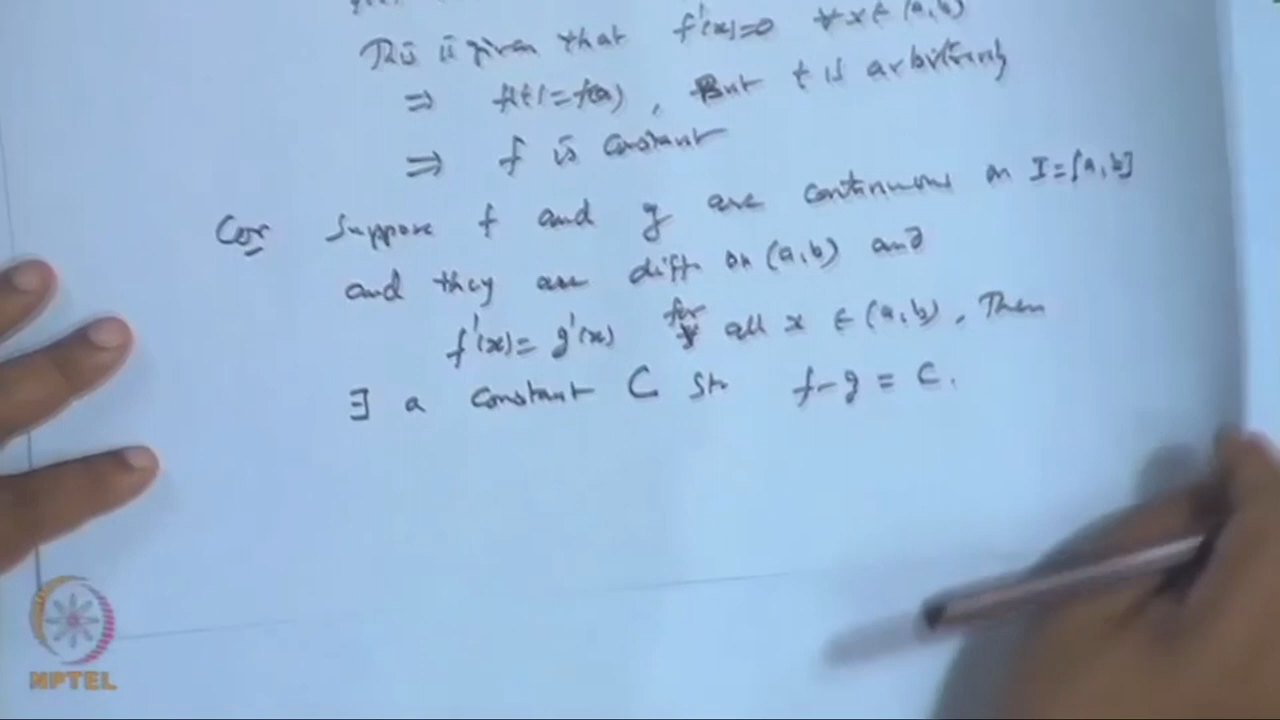 This is given that f'(x)=0 ∀ x ∈ (a,b)
⇒ f(t)=f(a), But t is arbitrary
⇒ f is constant
Cor Suppose f and g are continuous on I=[a,b]
and they are diff on (a,b) and
f'(x)= g'(x) for all x ∈ (a,b). Then
∃ a constant C st f-g = C.
NPTEL